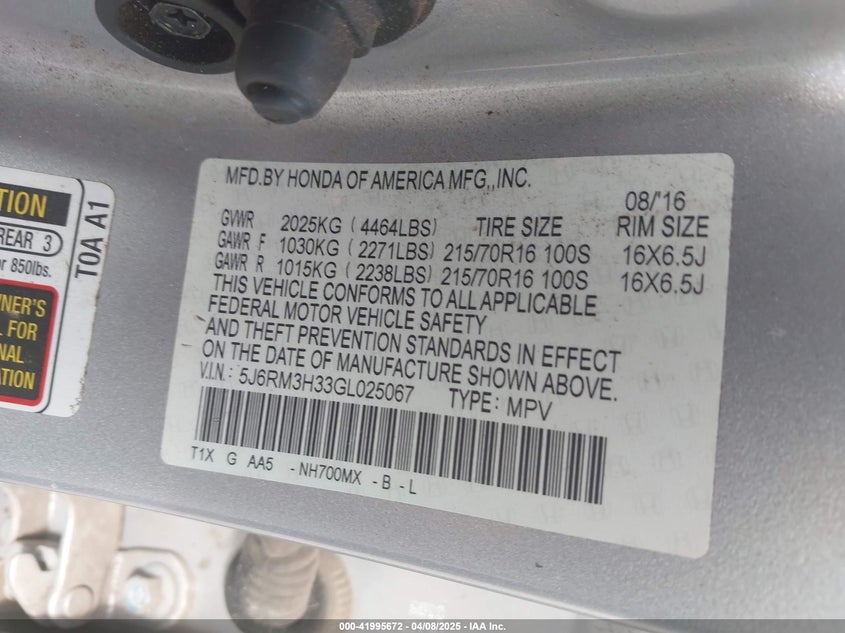 TION
REAR 3
or 850lbs.
T0A A1
NER'S
L FOR
NAL
ATION
MFD.BY HONDA OF AMERICA MFG.,INC.
08/'16
GVWR 2025KG ( 4464LBS) TIRE SIZE RIM SIZE
GAWR F 1030KG ( 2271LBS) 215/70R16 100S 16X6.5J
GAWR R 1015KG ( 2238LBS) 215/70R16 100S 16X6.5J
THIS VEHICLE CONFORMS TO ALL APPLICABLE
FEDERAL MOTOR VEHICLE SAFETY
AND THEFT PREVENTION STANDARDS IN EFFECT
ON THE DATE OF MANUFACTURE SHOWN ABOVE.
V.I.N.: 5J6RM3H33GL025067 TYPE: MPV
T1X G AA5 -NH700MX -B -L
000-41995672 - 04/08/2025 - IAA Inc.